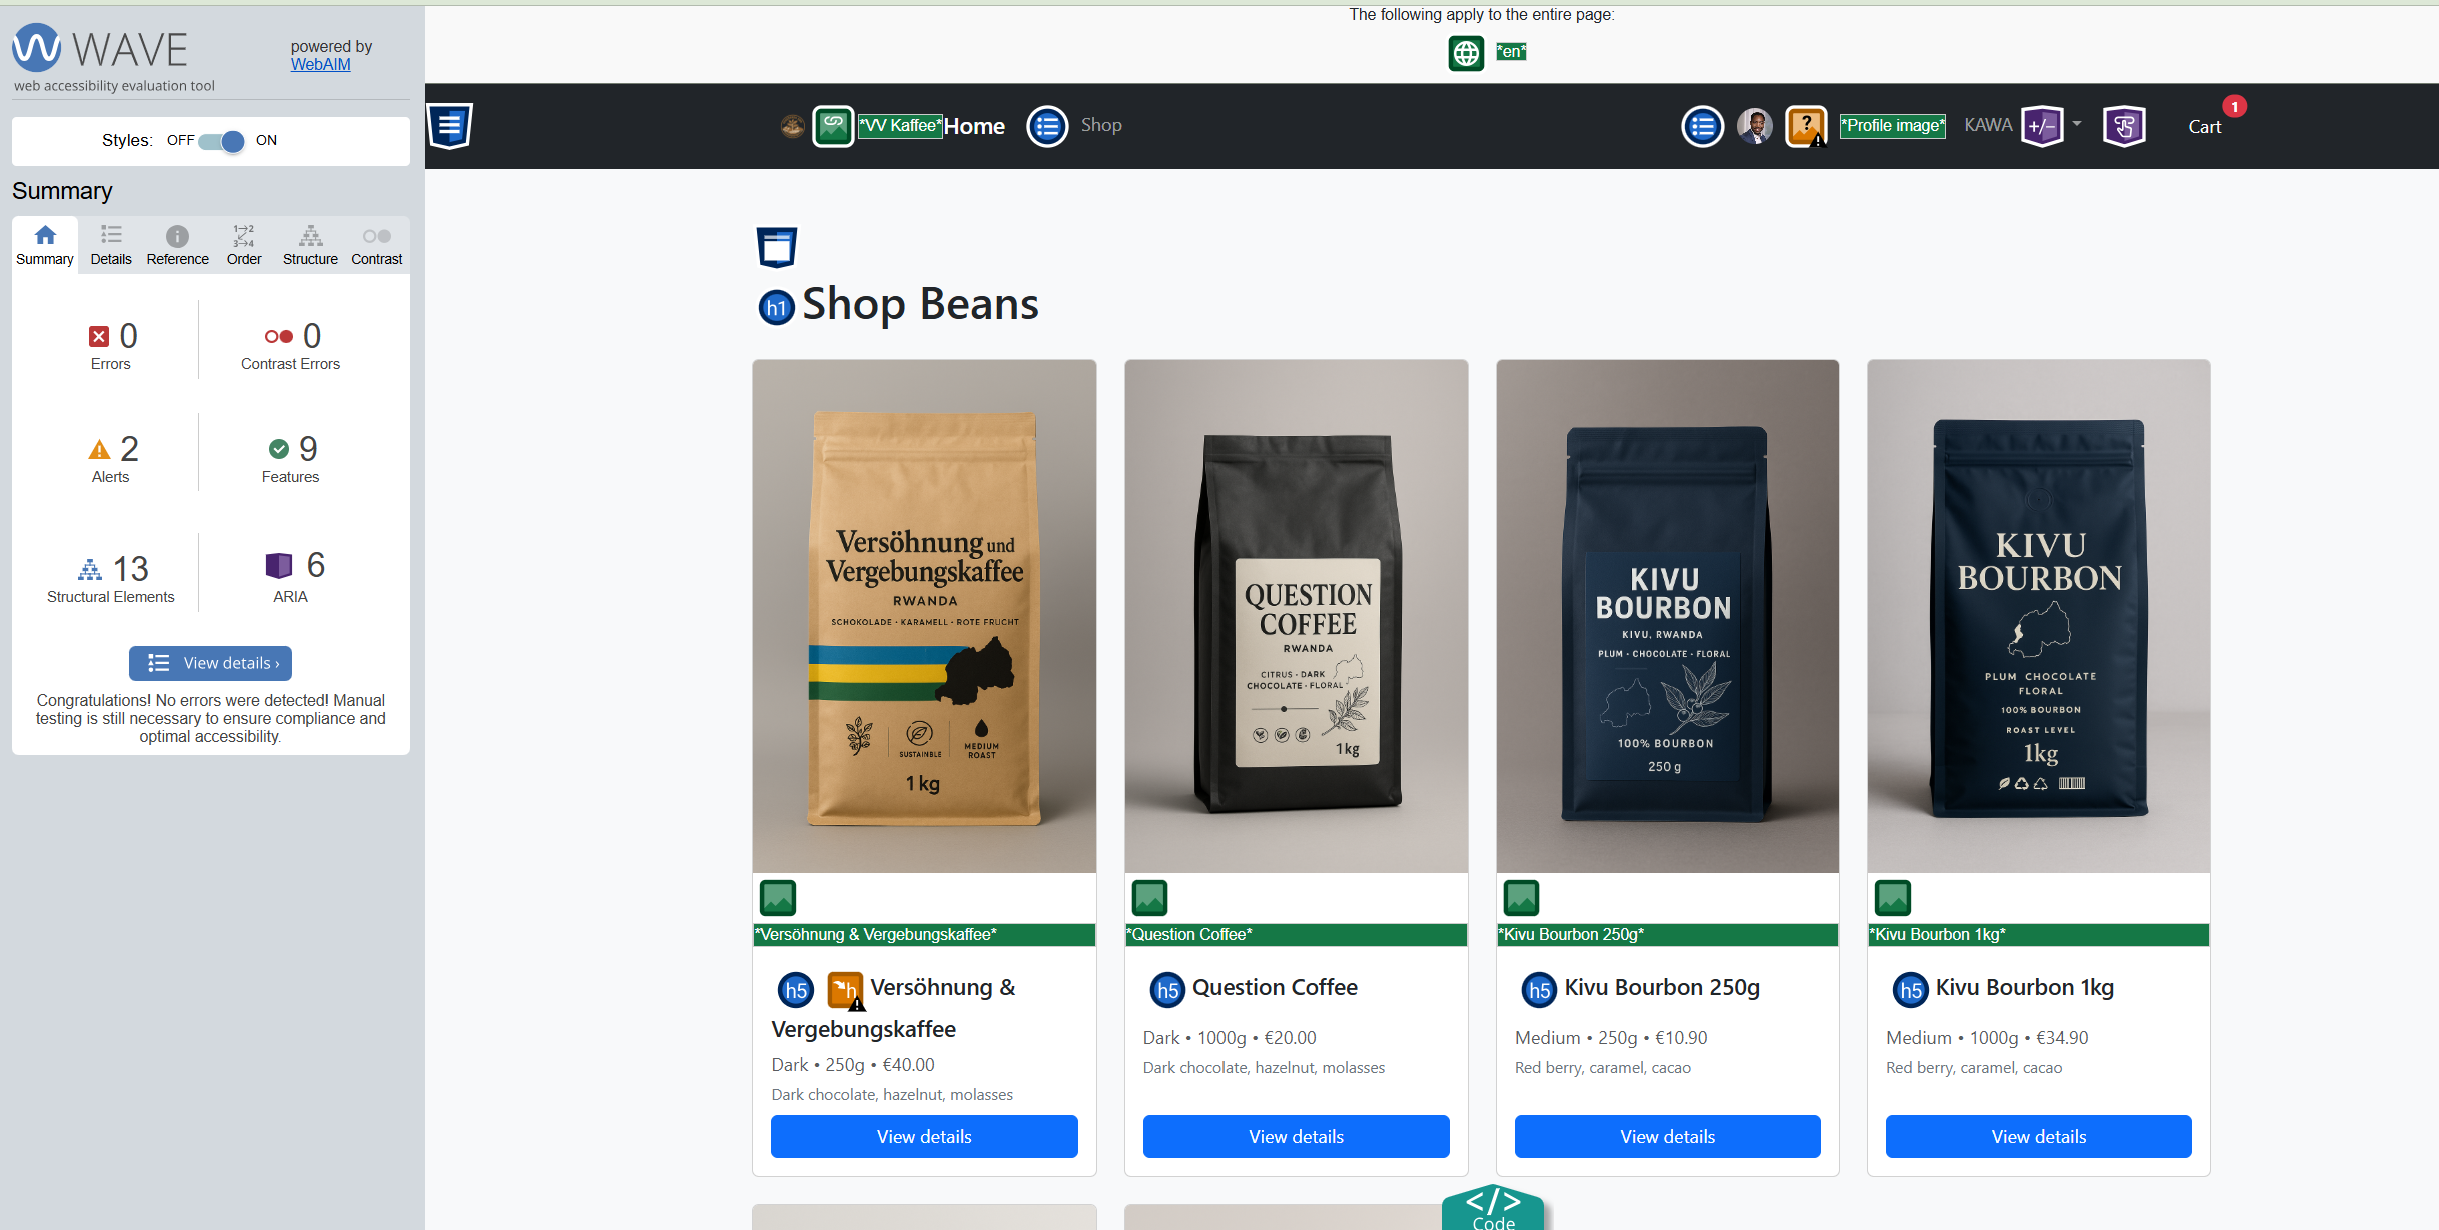 WAVE
web accessibility evaluation tool
powered by
WebAIM
Styles: OFF ON
Summary
Summary Details Reference Order Structure Contrast
0
Errors
0
Contrast Errors
2
Alerts
9
Features
13
Structural Elements
6
ARIA
View details ›
Congratulations! No errors were detected! Manual
testing is still necessary to ensure compliance and
optimal accessibility.
The following apply to the entire page:
*en*
*VV Kaffee* Home Shop
*Profile image* KAWA +/- Cart 1
h1 Shop Beans
Versöhnung und
Vergebungskaffee
RWANDA
SCHOKOLADE · KARAMELL · ROTE FRUCHT
SUSTAINBLE
MEDIUM
ROAST
1 kg
*Versöhnung & Vergebungskaffee*
h5 h Versöhnung &
Vergebungskaffee
Dark • 250g • €40.00
Dark chocolate, hazelnut, molasses
View details
QUESTION
COFFEE
RWANDA
CITRUS · DARK
CHOCOLATE · FLORAL
1kg
*Question Coffee*
h5 Question Coffee
Dark • 1000g • €20.00
Dark chocolate, hazelnut, molasses
View details
KIVU
BOURBON
KIVU, RWANDA
PLUM · CHOCOLATE · FLORAL
100% BOURBON
250 g
*Kivu Bourbon 250g*
h5 Kivu Bourbon 250g
Medium • 250g • €10.90
Red berry, caramel, cacao
View details
KIVU
BOURBON
PLUM CHOCOLATE
FLORAL
100% BOURBON
ROAST LEVEL
1kg
*Kivu Bourbon 1kg*
h5 Kivu Bourbon 1kg
Medium • 1000g • €34.90
Red berry, caramel, cacao
View details
</>
Code